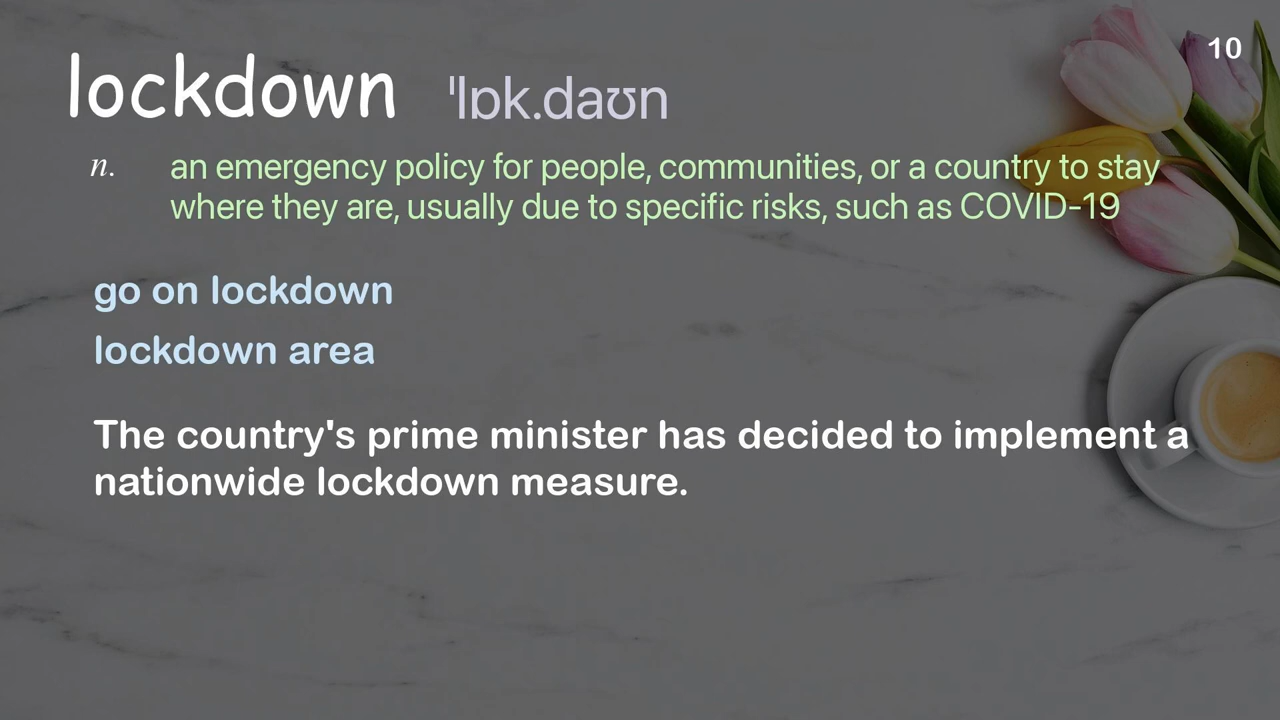 10
lockdown ˈlɒk.daʊn
n. an emergency policy for people, communities, or a country to stay
where they are, usually due to specific risks, such as COVID-19
go on lockdown
lockdown area
The country's prime minister has decided to implement a
nationwide lockdown measure.